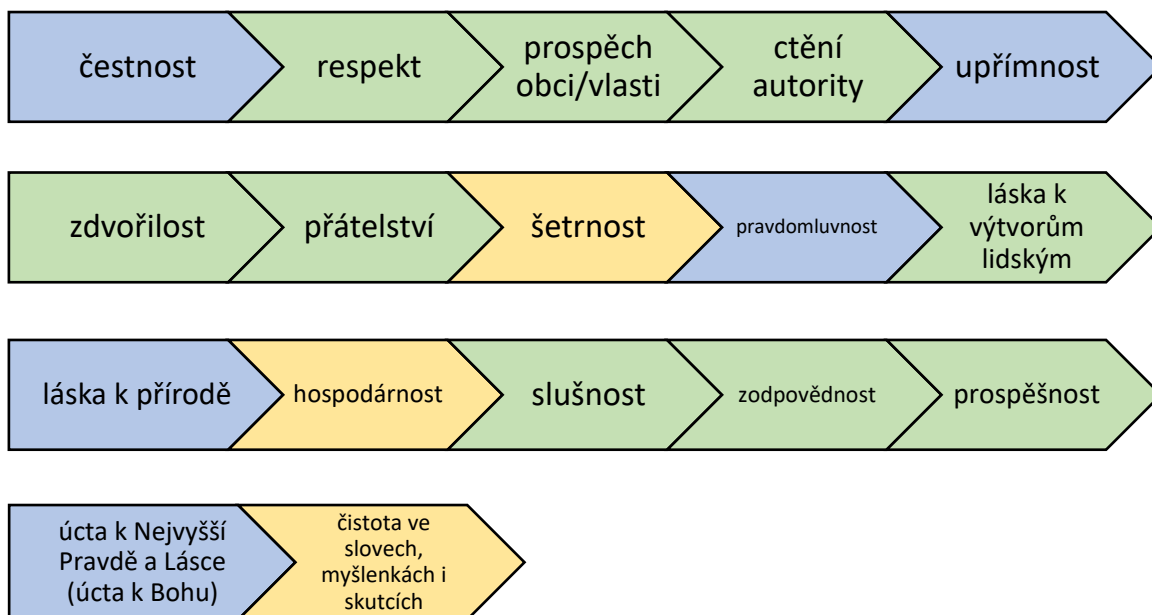 čestnost
respekt
prospěch
obci/vlasti
ctění
autority
upřímnost
zdvořilost
přátelství
šetrnost
pravdomluvnost
láska k
výtvorům
lidským
láska k přírodě
hospodárnost
slušnost
zodpovědnost
prospěšnost
úcta k Nejvyšší
Pravdě a Lásce
(úcta k Bohu)
čistota ve
slovech,
myšlenkách i
skutcích